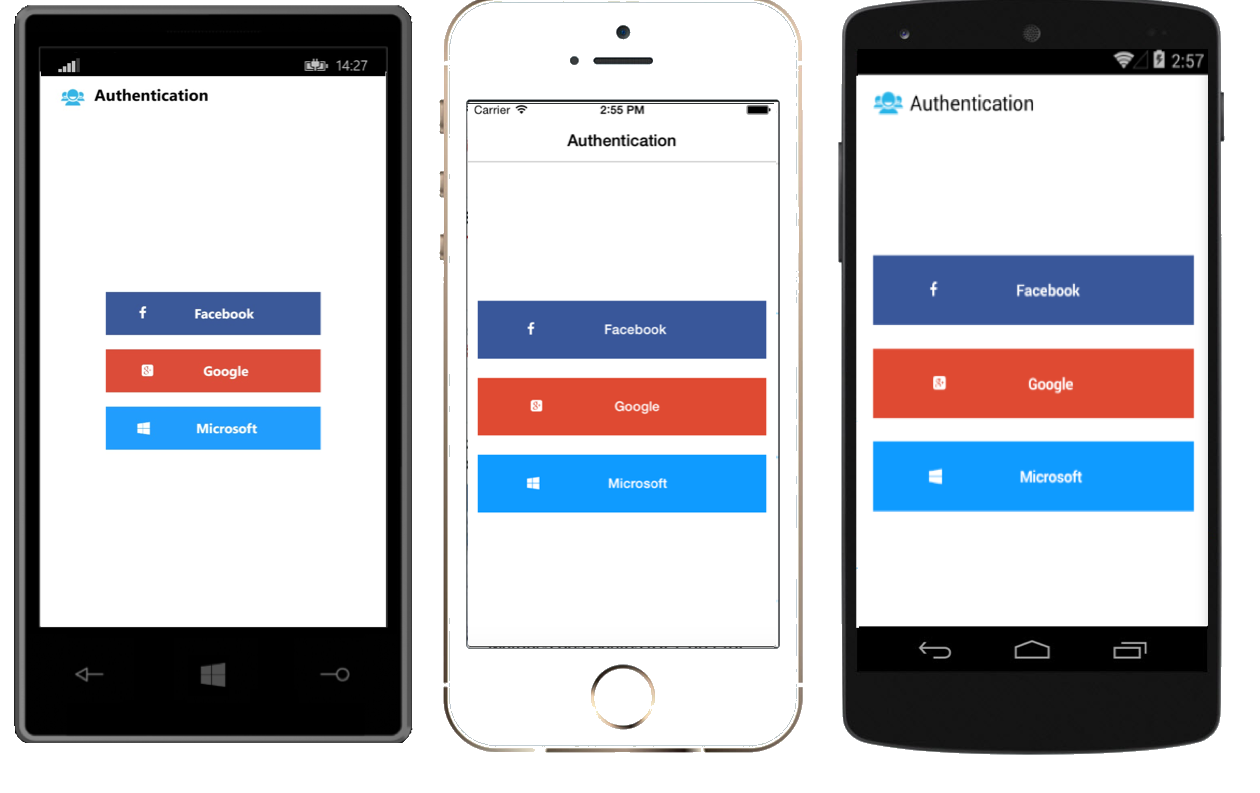 14:27
Authentication
Facebook
Google
Microsoft
Carrier 2:55 PM
Authentication
f Facebook
g+ Google
Microsoft
2:57
Authentication
f Facebook
g+ Google
Microsoft